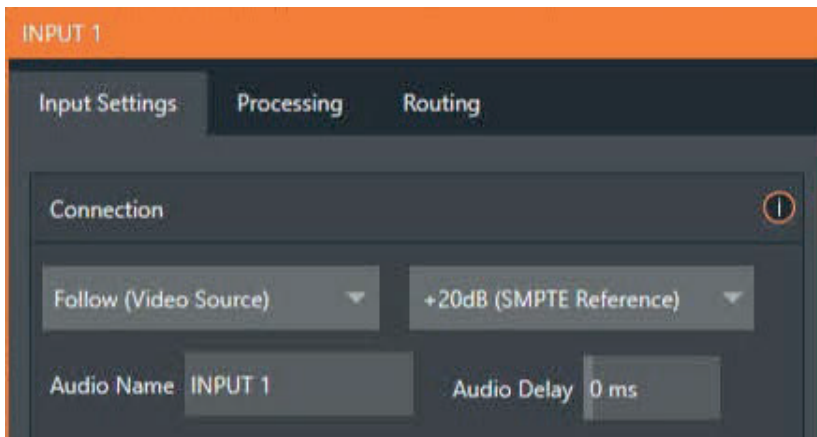 INPUT 1
Input Settings Processing Routing
Connection
Follow (Video Source) +20dB (SMPTE Reference)
Audio Name INPUT 1 Audio Delay 0 ms